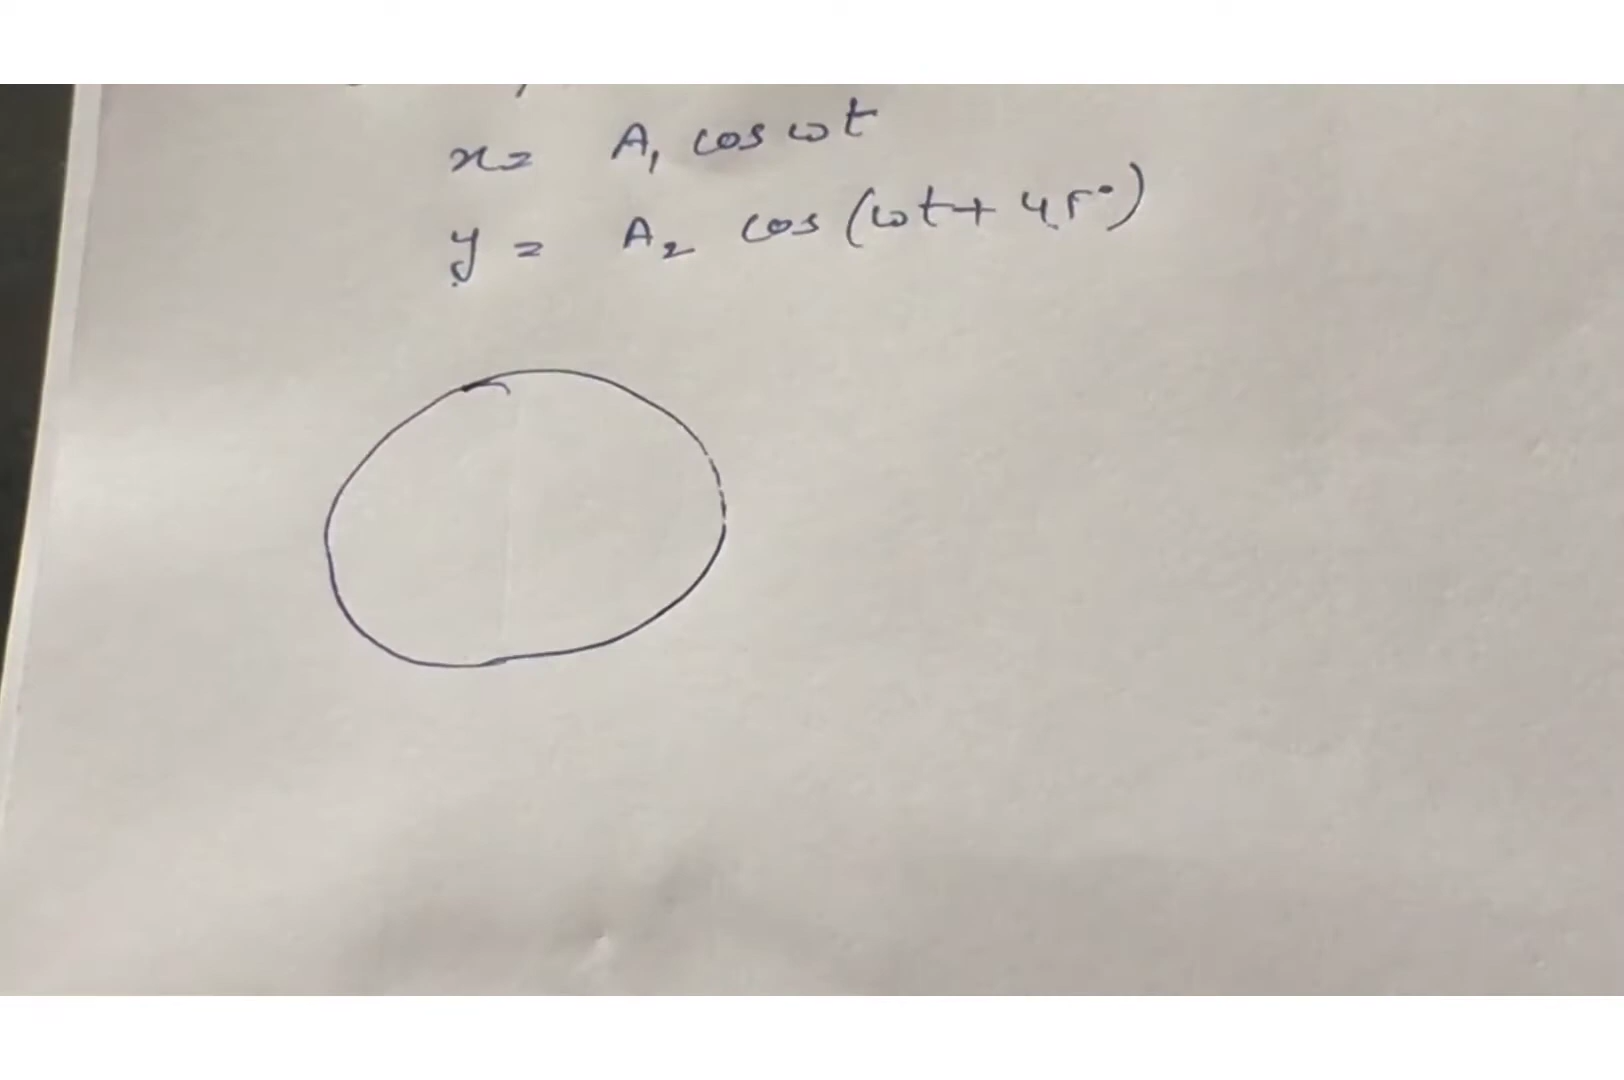 x= A₁ cos ωt
y = A₂ cos (ωt+ 45°)